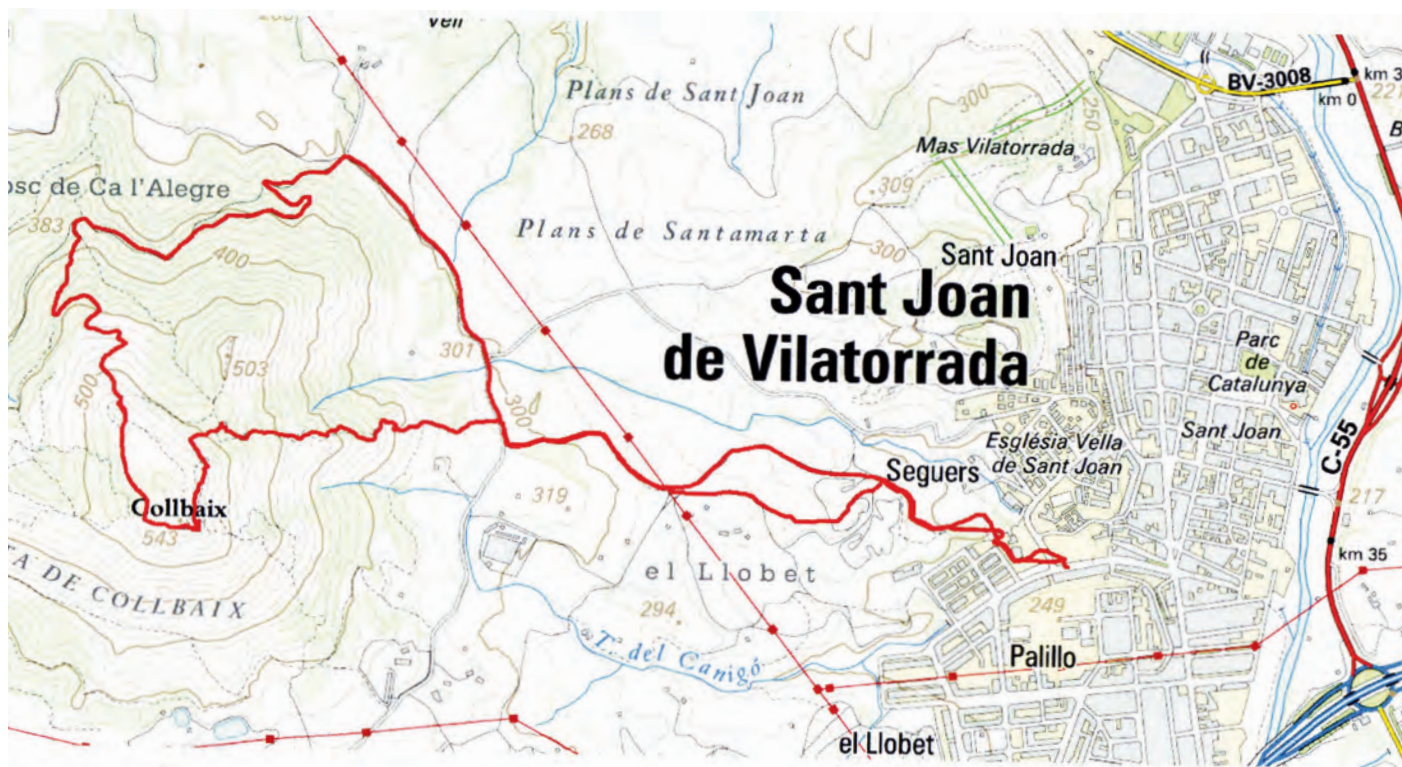 Vell
Plans de Sant Joan
268
300
250
BV-3008
km 0
km 3
221
B
Mas Vilatorrada
309
osc de Ca l'Alegre
383
400
Plans de Santamarta
300
Sant Joan
Sant Joan
de Vilatorrada
Parc
de
Catalunya
301
503
500
300
Sant Joan
C-55
Església Vella
de Sant Joan
Seguers
319
217
Collbaix
543
km 35
el Llobet
A DE COLLBAIX
294
249
Tt. del Canigó
Palillo
el Llobet